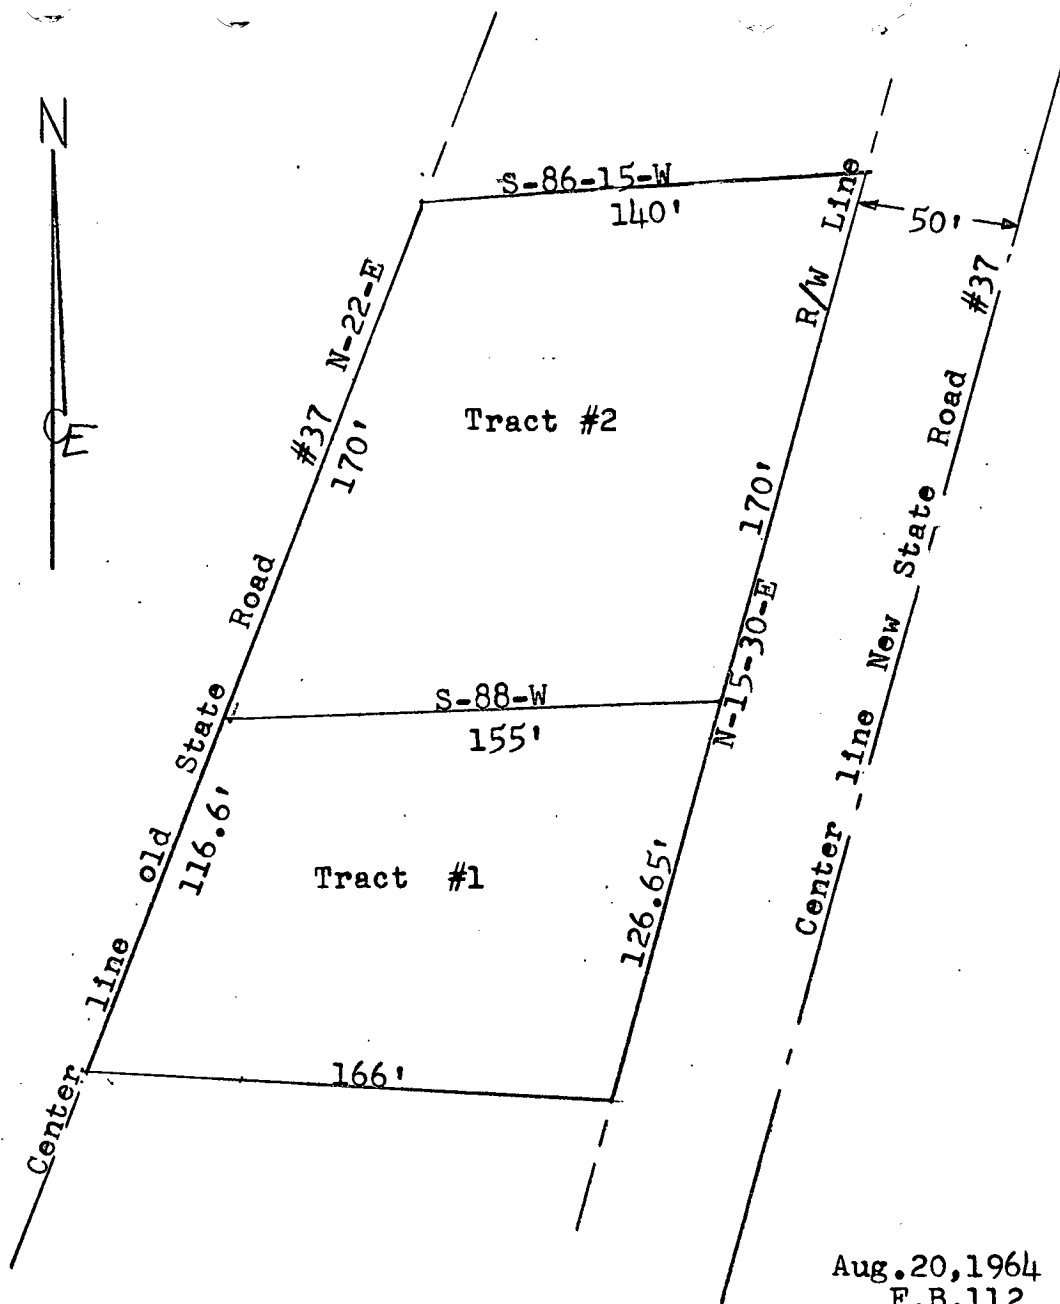 N
E
S-86-15-W
140'
50'
R/W Line
#37 N-22-E
170'
Tract #2
170'
N-15-30-E
S-88-W
155'
Center line old State Road
116.6'
Tract #1
126.65'
Center line New State Road #37
166'
Aug.20,1964
F.B.112